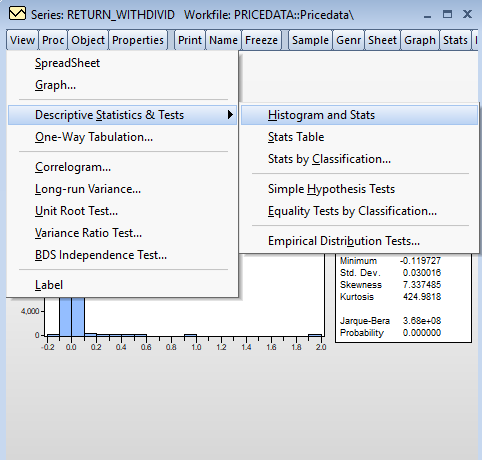 Series: RETURN_WITHDIVID Workfile: PRICEDATA::Pricedata\
View Proc Object Properties Print Name Freeze Sample Genr Sheet Graph Stats
SpreadSheet
Graph...
Descriptive Statistics & Tests
One-Way Tabulation...
Correlogram...
Long-run Variance...
Unit Root Test...
Variance Ratio Test...
BDS Independence Test...
Label
Histogram and Stats
Stats Table
Stats by Classification...
Simple Hypothesis Tests
Equality Tests by Classification...
Empirical Distribution Tests...
4,000
0
-0.2 0.0 0.2 0.4 0.6 0.8 1.0 1.2 1.4 1.6 1.8 2.0
Minimum -0.119727
Std. Dev. 0.030016
Skewness 7.337485
Kurtosis 424.9818
Jarque-Bera 3.68e+08
Probability 0.000000